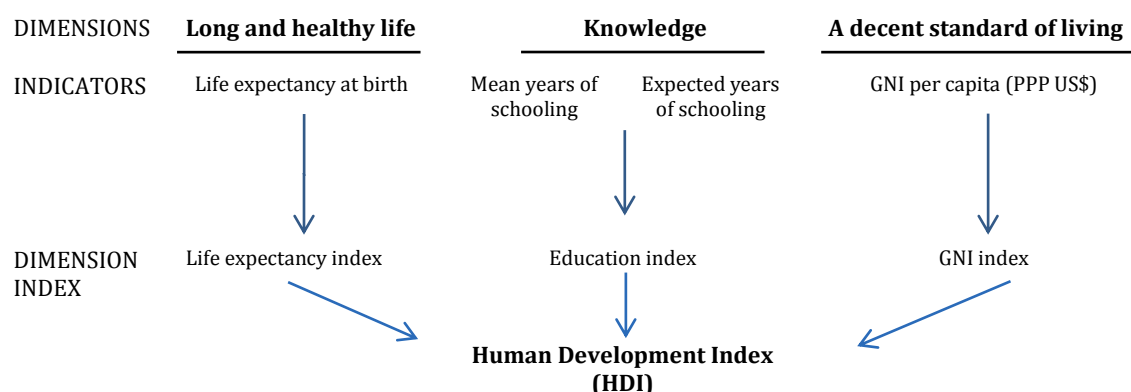 DIMENSIONS Long and healthy life Knowledge A decent standard of living
INDICATORS Life expectancy at birth Mean years of schooling Expected years of schooling GNI per capita (PPP US$)
DIMENSION INDEX Life expectancy index Education index GNI index
Human Development Index
(HDI)